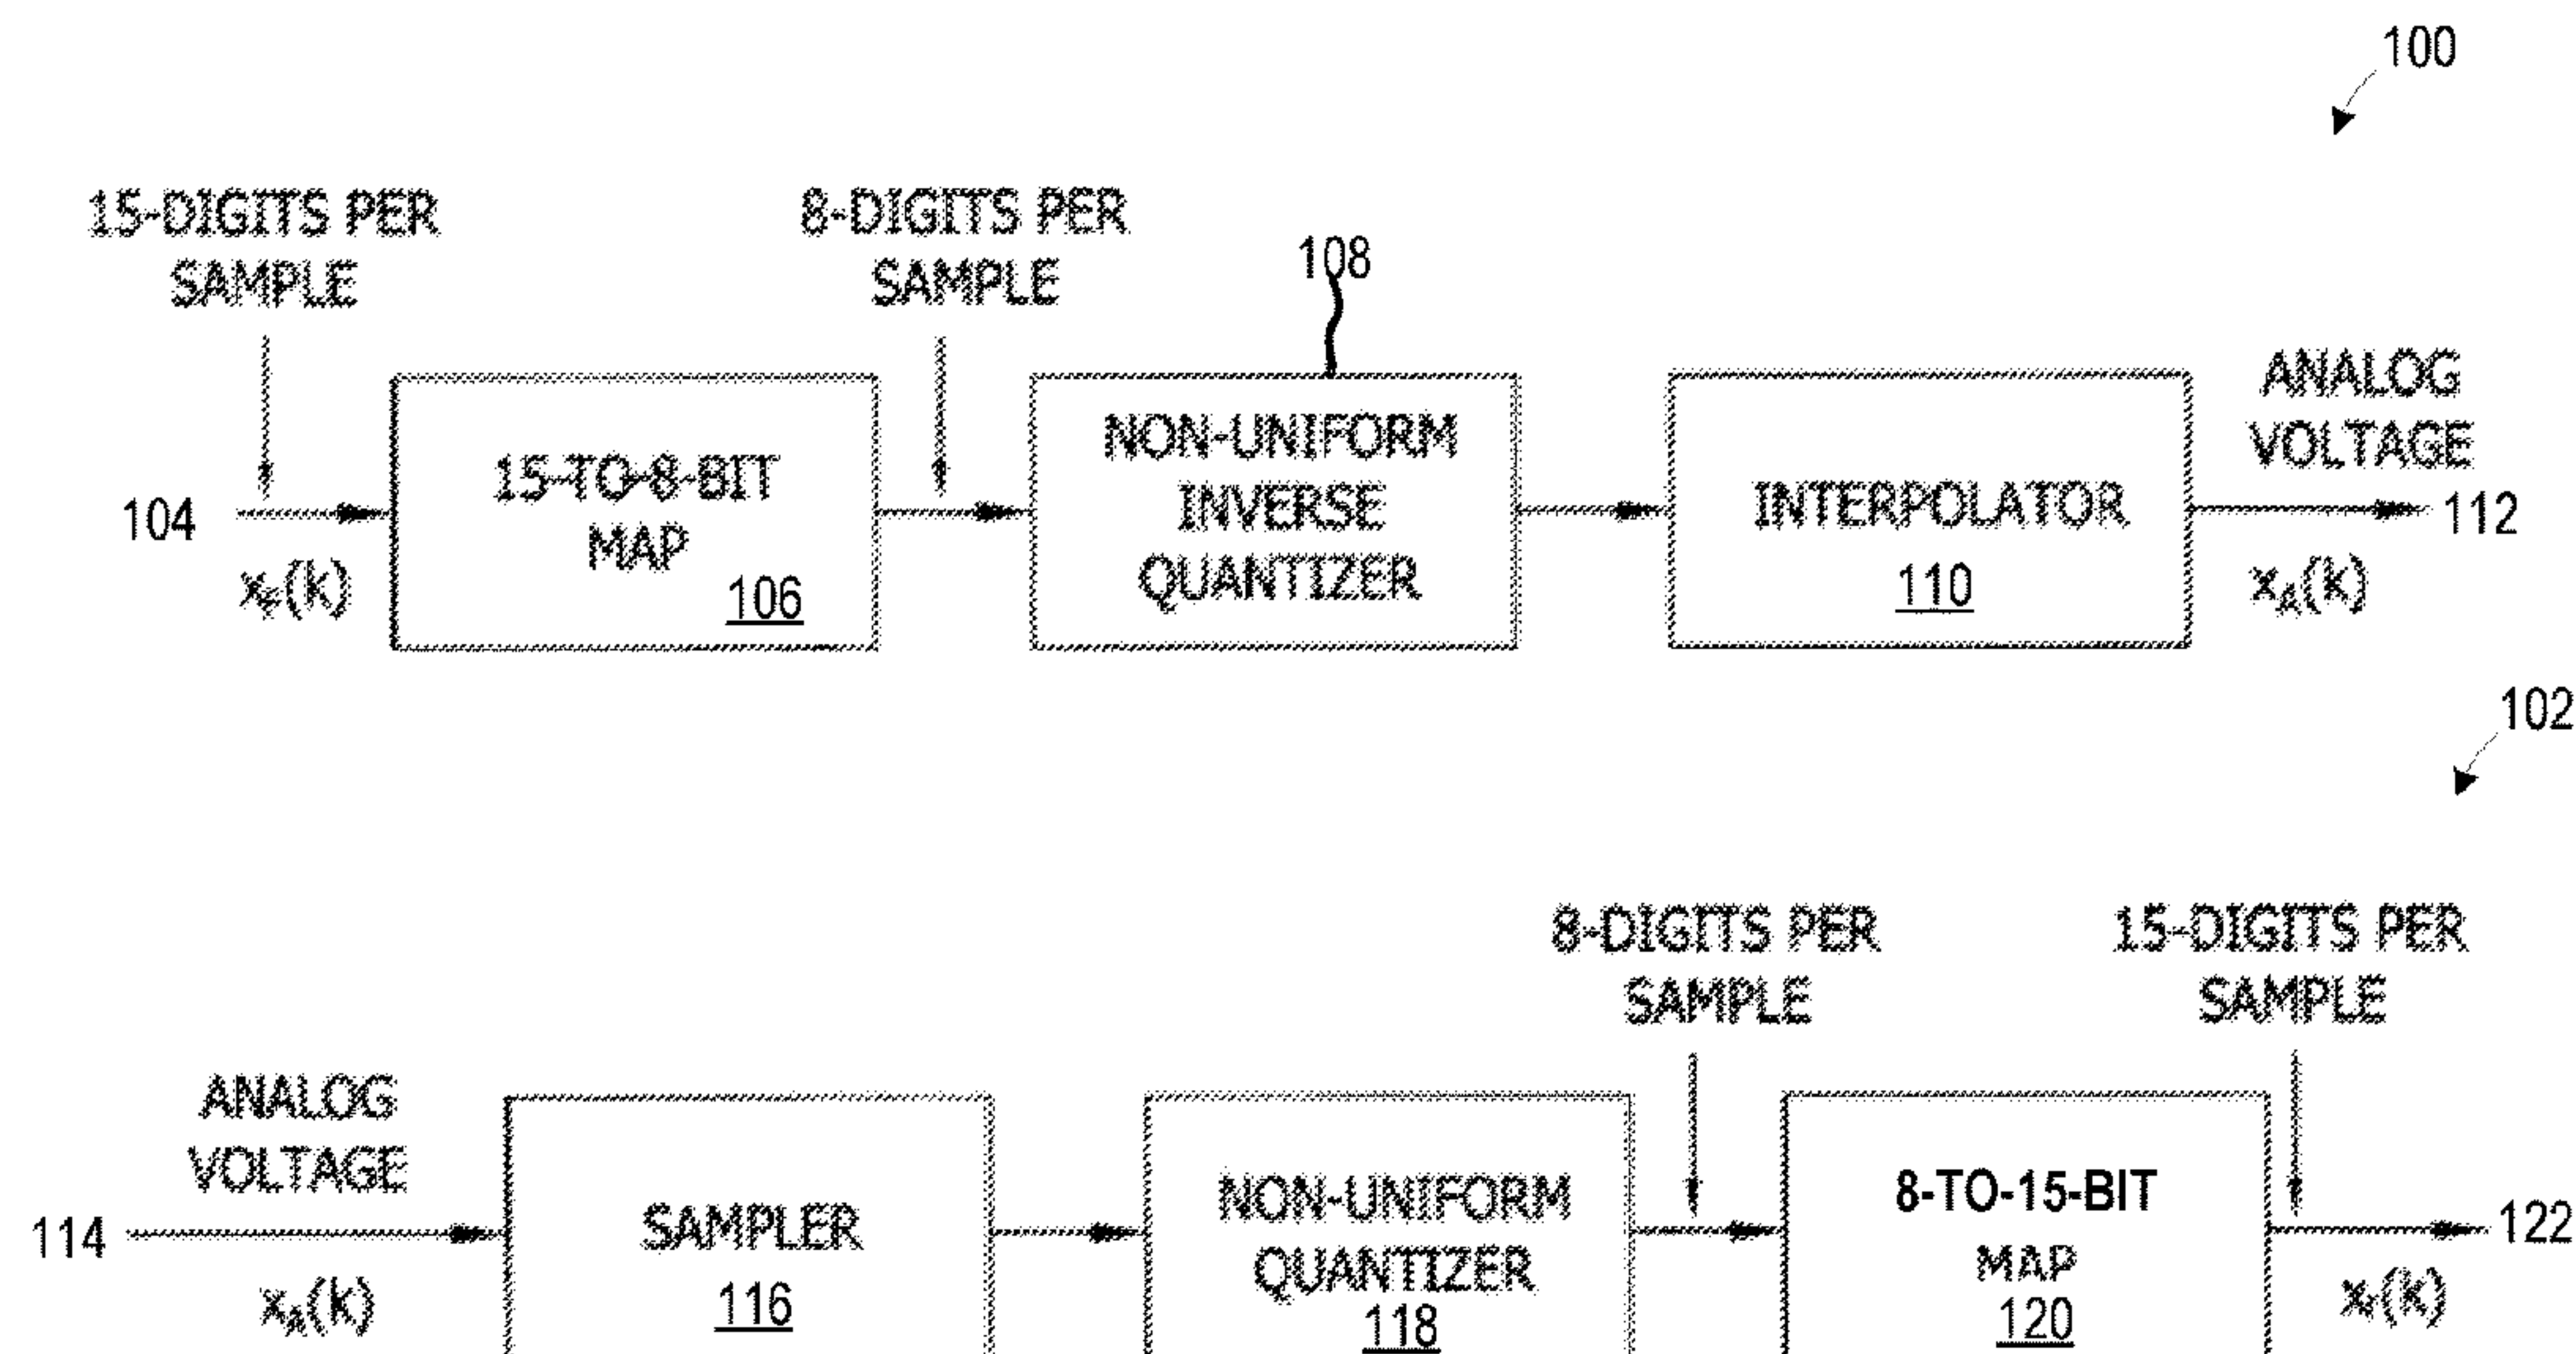 100
15-DIGITS PER
SAMPLE
8-DIGITS PER
SAMPLE
108
ANALOG
VOLTAGE
104
15-TO-8-BIT
MAP
106
NON-UNIFORM
INVERSE
QUANTIZER
INTERPOLATOR
110
112
(k)
x_A(k)
102
8-DIGITS PER
SAMPLE
15-DIGITS PER
SAMPLE
ANALOG
VOLTAGE
114
x_A(k)
SAMPLER
116
NON-UNIFORM
QUANTIZER
118
8-TO-15-BIT
MAP
120
122
(k)